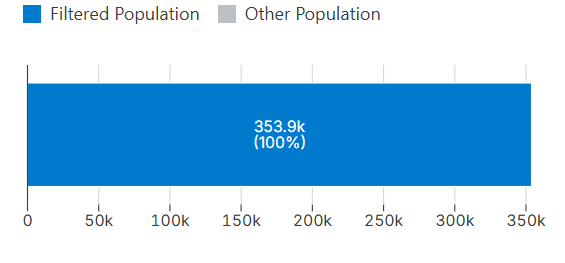 Filtered Population Other Population
353.9k
(100%)
0 50k 100k 150k 200k 250k 300k 350k